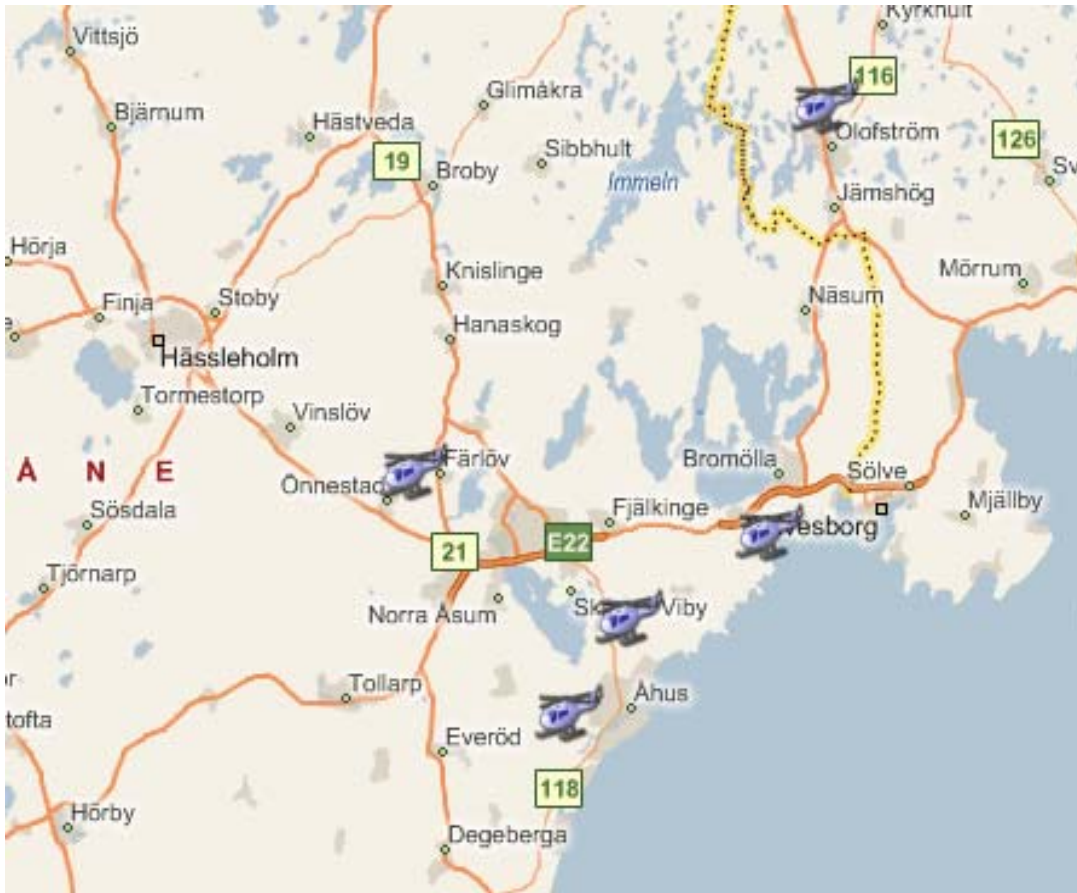 Kyrkhult
Vittsjö
116
Glimåkra
Bjärnum
Hästveda
Olofström
126
Sibbhult
19
Broby
Immeln
Jämshög
Hörja
Knislinge
Mörrum
Finja
Stoby
Näsum
Hanaskog
Hässleholm
Tormestorp
Vinslöv
Färlöv
Bromölla
Sölve
Å N E
Önnestad
Sösdala
Fjälkinge
Mjällby
vesborg
21
E22
Tjörnarp
Norra Åsum
Viby
Tollarp
Åhus
tofta
Everöd
118
Hörby
Degeberga